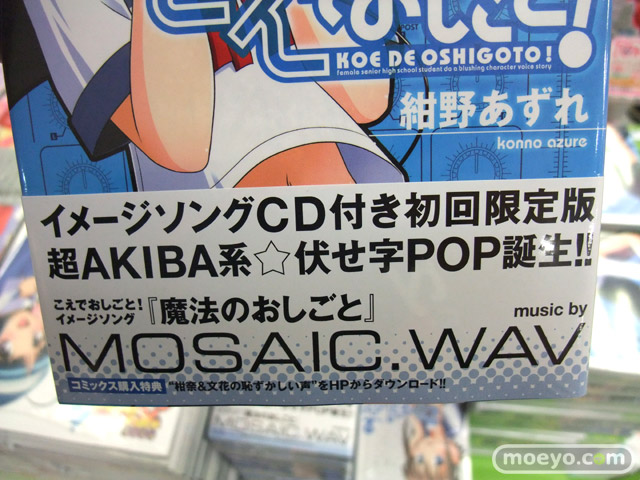 こえでおしごと!
POST
KOE DE OSHIGOTO!
female senior high school student do a blushing character voice story
紺野あずれ
konno azure
イメージソングCD付き初回限定版
超AKIBA系☆伏せ字POP誕生!!
こえでおしごと!
イメージソング『魔法のおしごと』
music by
MOSAIC.WAV
コミックス購入特典 "柑奈&文花の恥ずかしい声"をHPからダウンロード!!
MOSAIC.WAV
moeyo.com